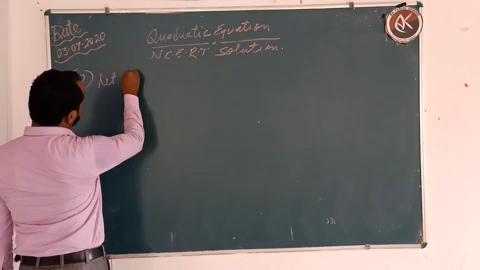 Date
03-07-2020
Quadratic Equation
N.C.E.R.T. Solution.
Let